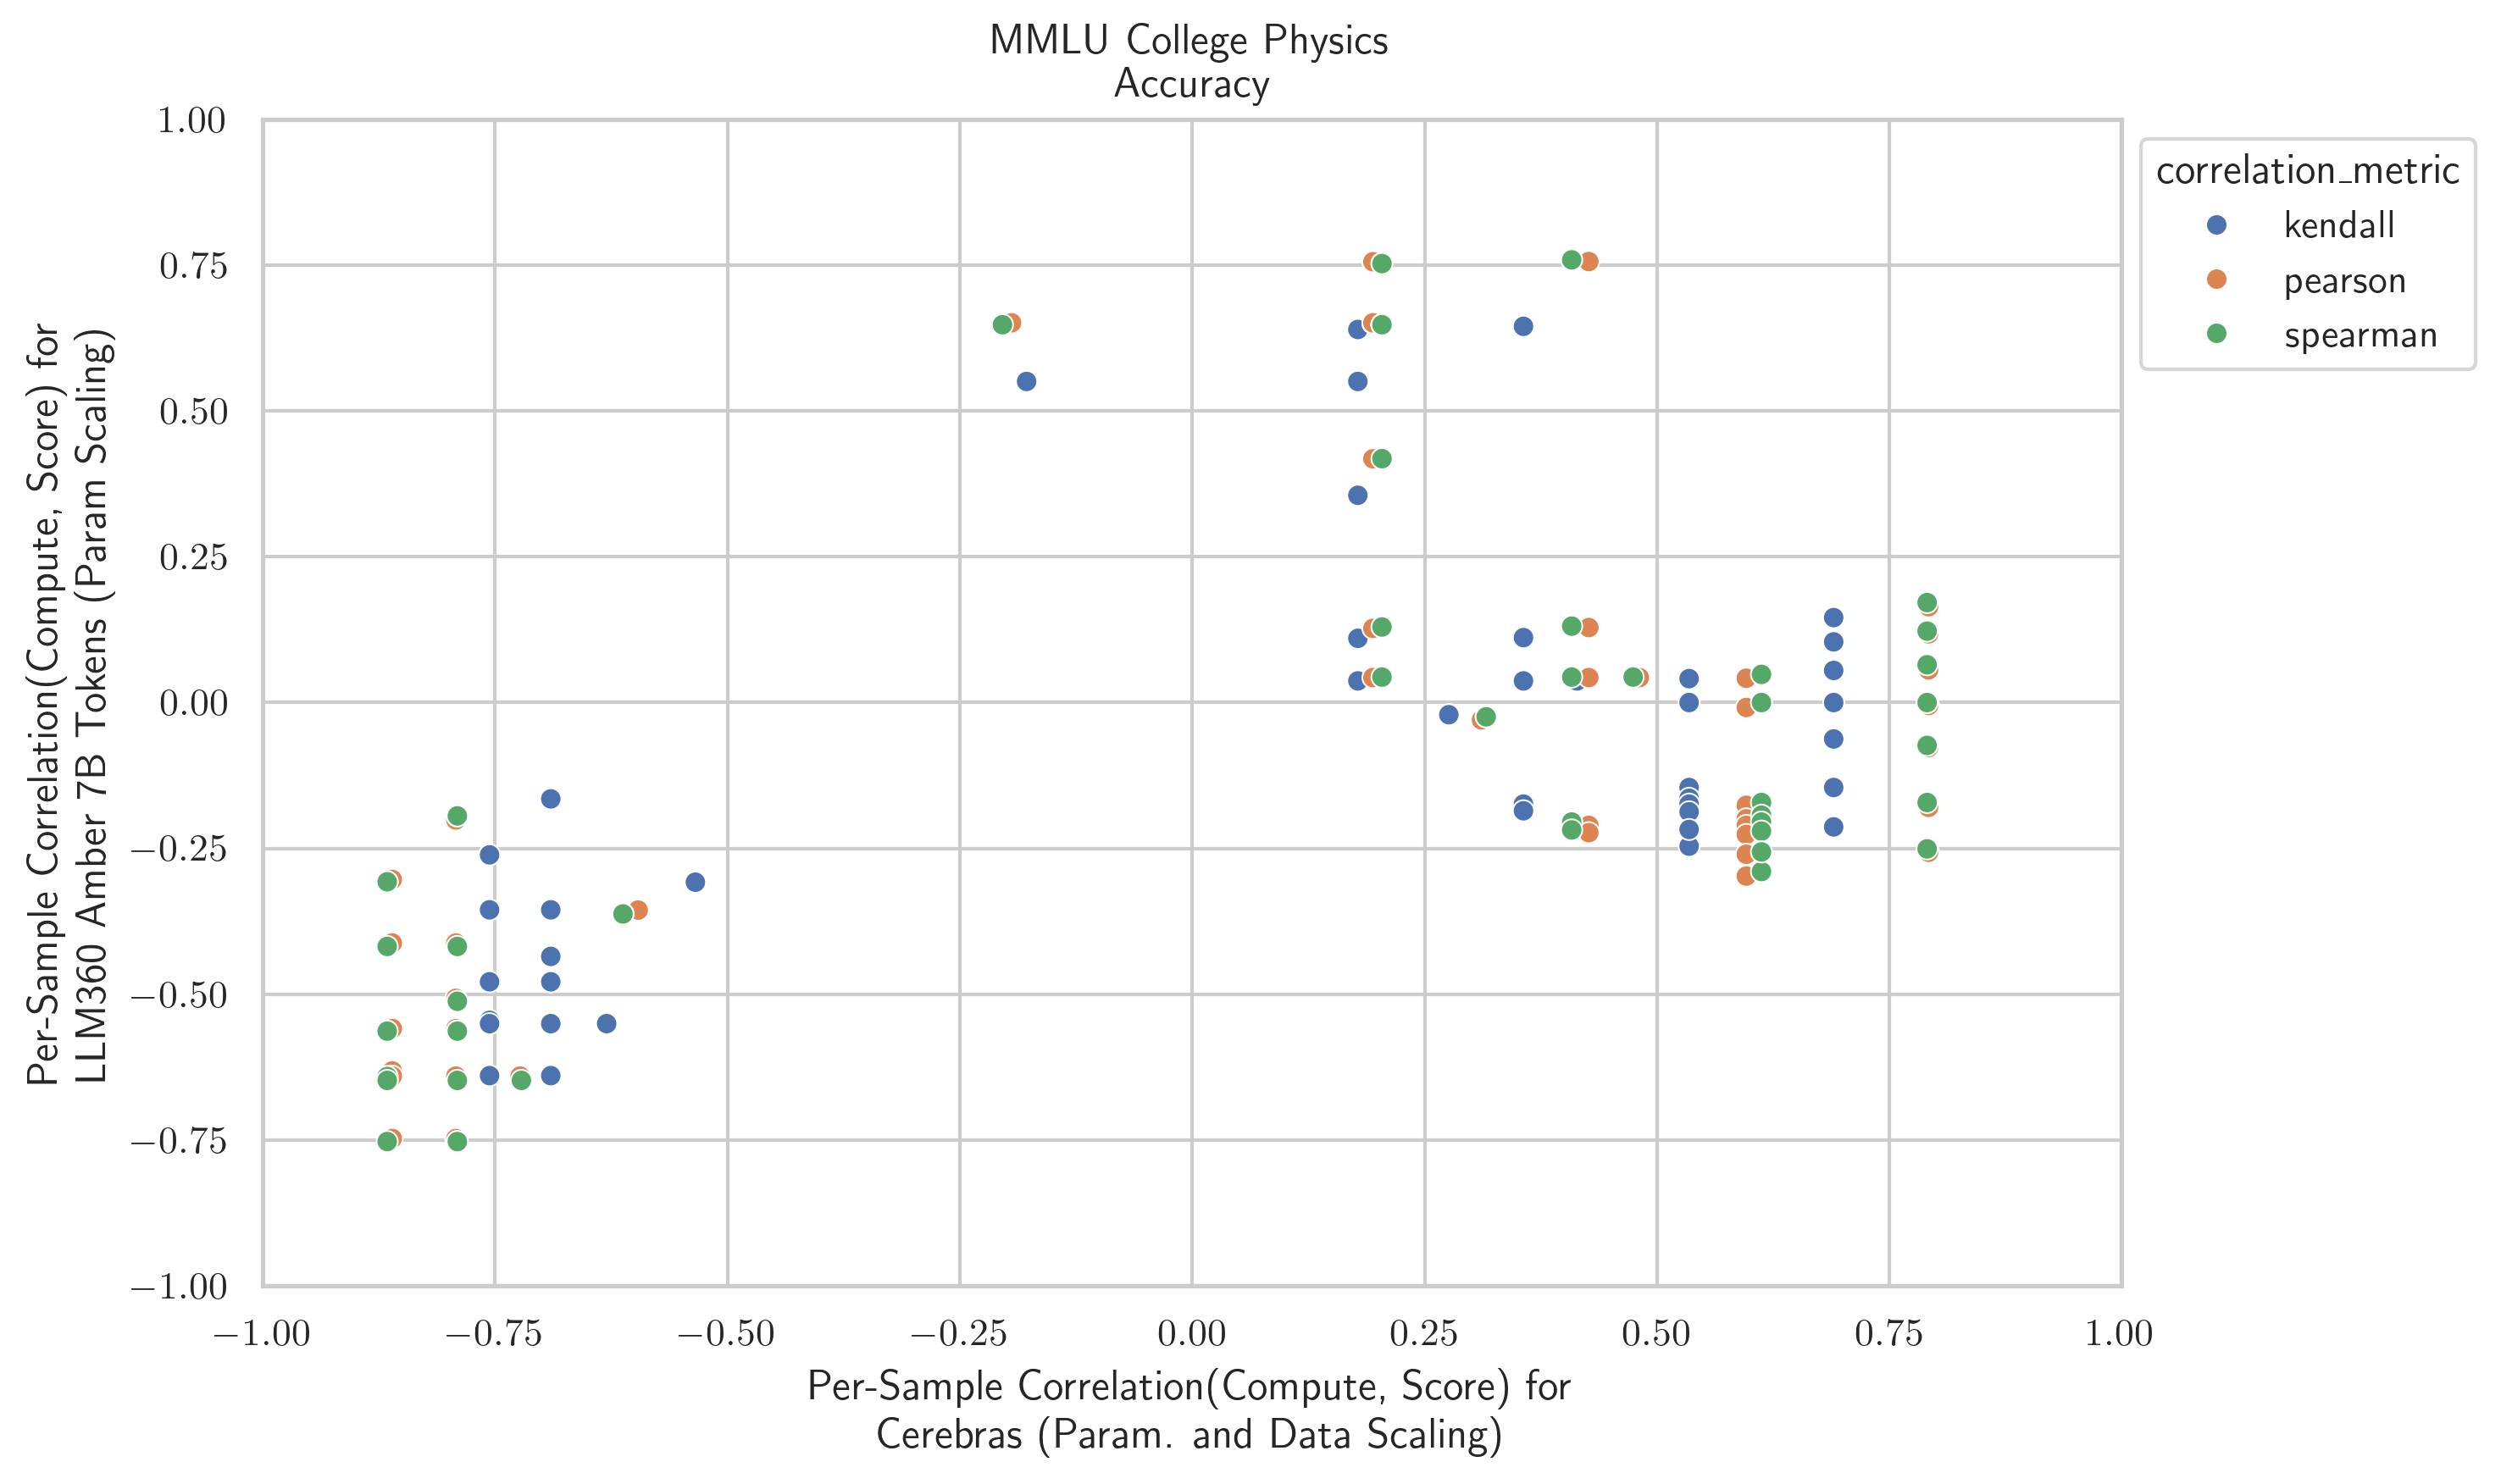 MMLU College Physics
Accuracy
1.00
0.75
0.50
0.25
0.00
−0.25
−0.50
−0.75
−1.00
Per-Sample Correlation(Compute, Score) for
LLM360 Amber 7B Tokens (Param Scaling)
−1.00 −0.75 −0.50 −0.25 0.00 0.25 0.50 0.75 1.00
Per-Sample Correlation(Compute, Score) for
Cerebras (Param. and Data Scaling)
correlation_metric
kendall
pearson
spearman